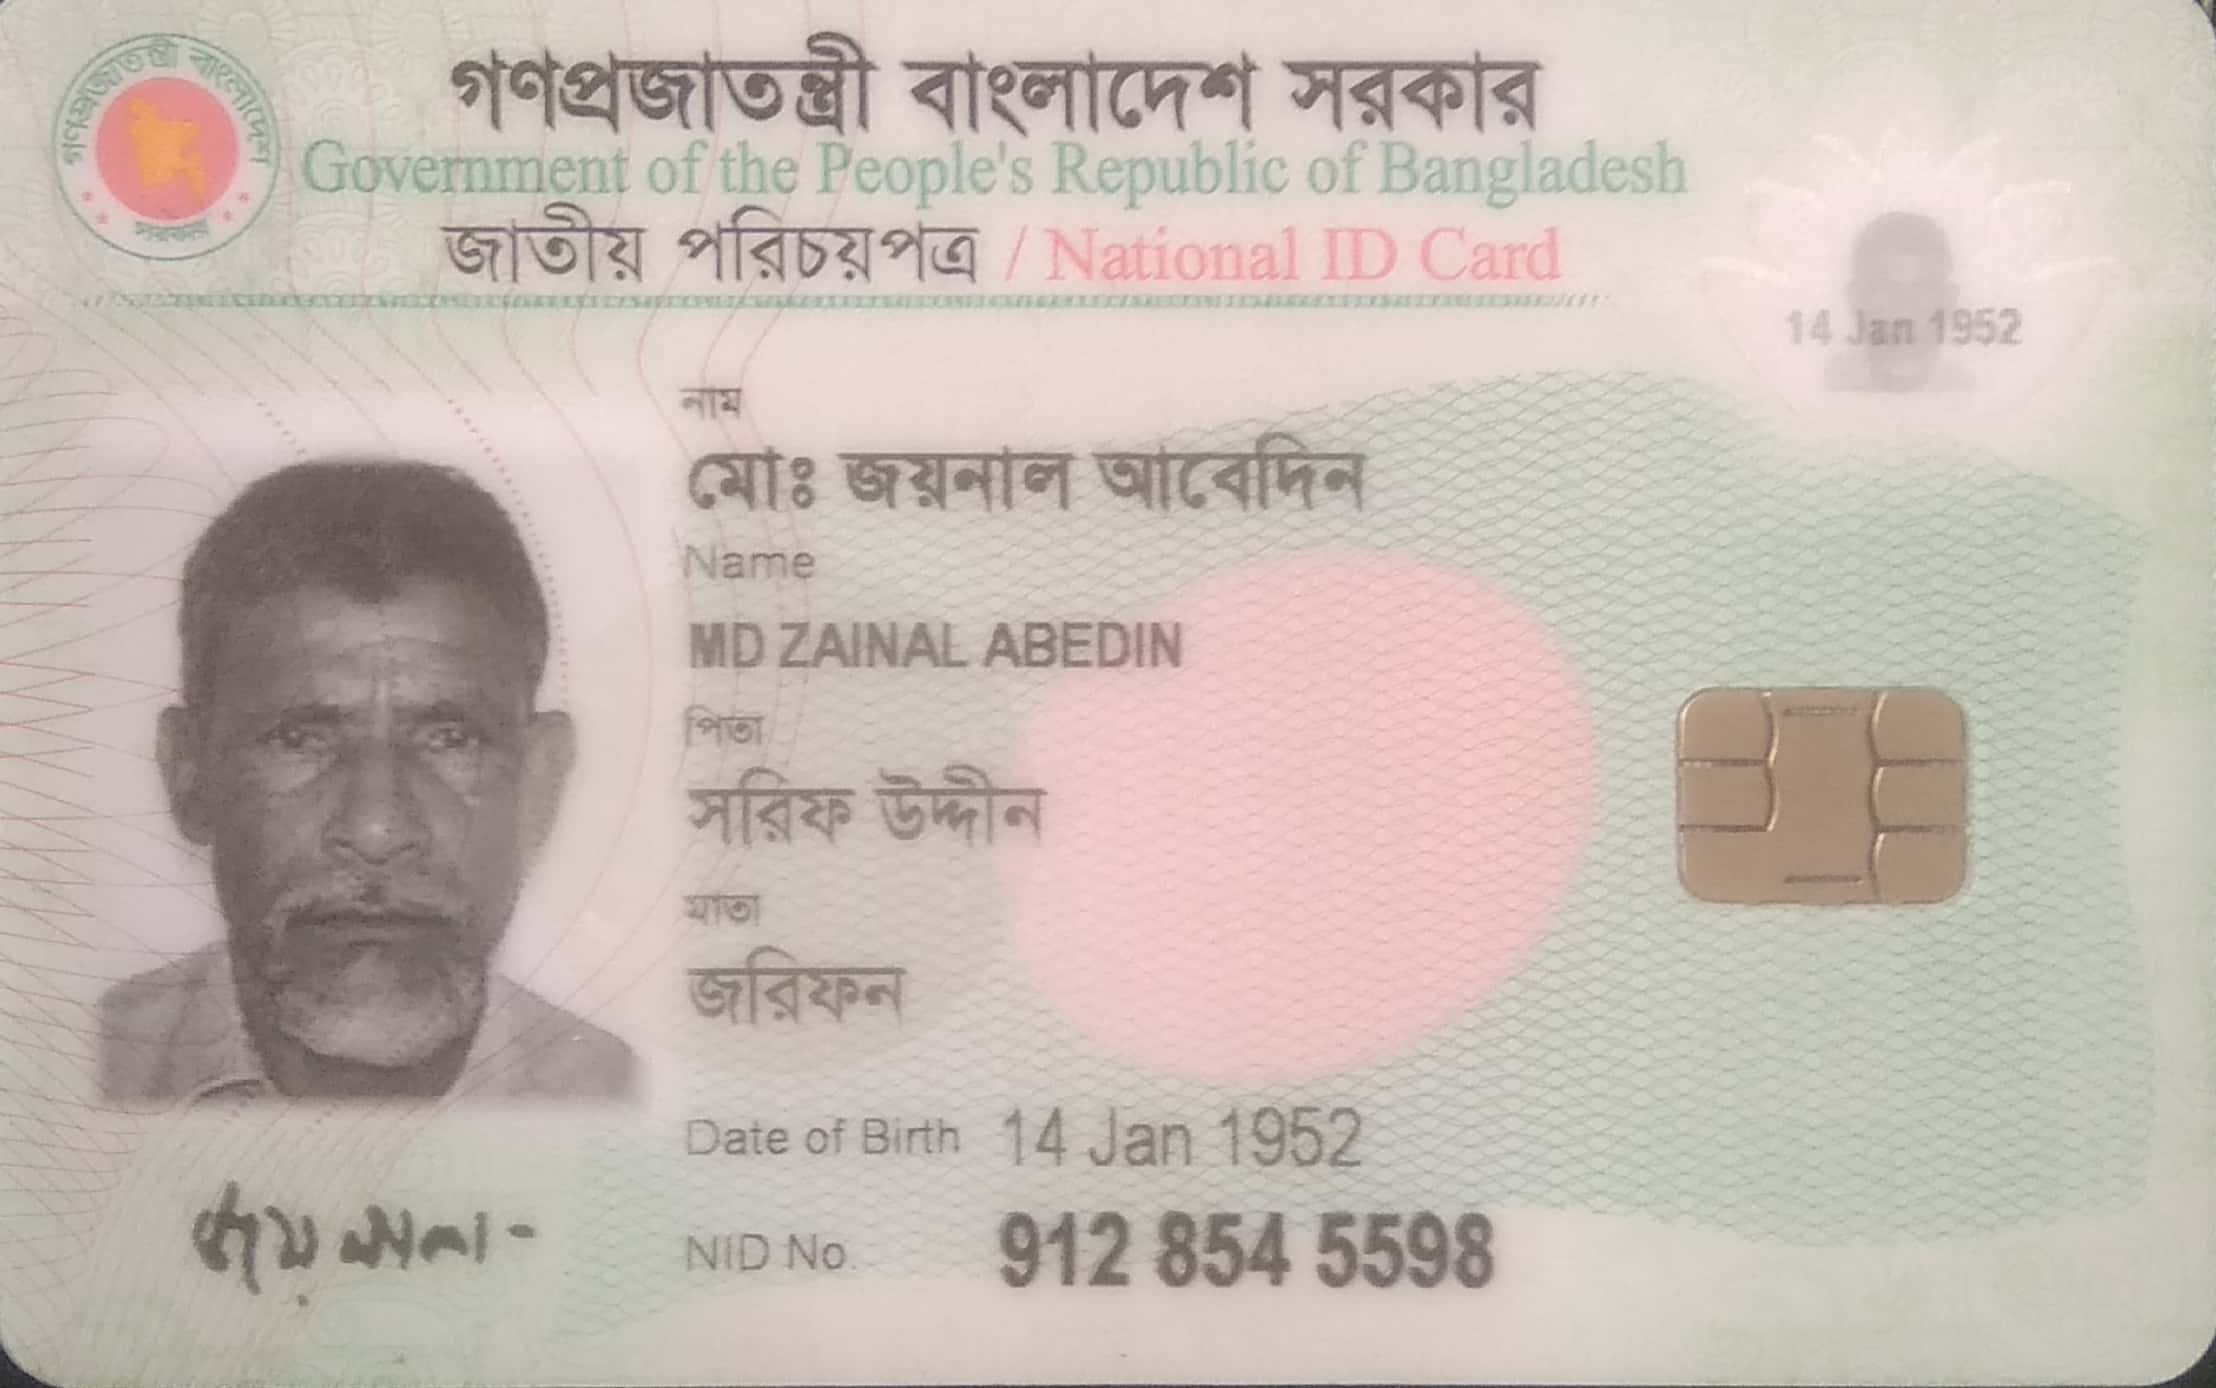 গণপ্রজাতন্ত্রী বাংলাদেশ
সরকার
গণপ্রজাতন্ত্রী বাংলাদেশ সরকার
Government of the People's Republic of Bangladesh
জাতীয় পরিচয়পত্র / National ID Card
14 Jan 1952
নাম
মোঃ জয়নাল আবেদিন
Name
MD ZAINAL ABEDIN
পিতা
সরিফ উদ্দীন
মাতা
জরিফন
Date of Birth 14 Jan 1952
NID No. 912 854 5598